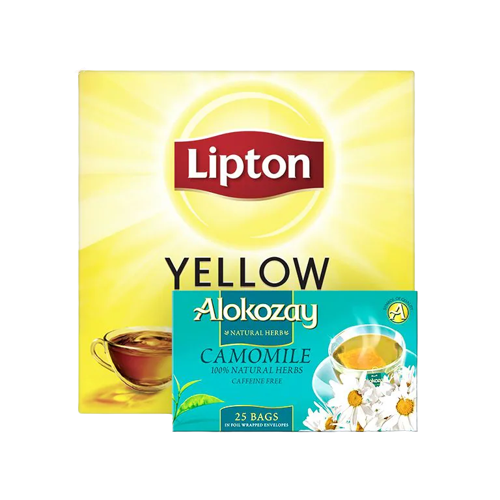 Lipton
YELLOW
Alokozay
NATURAL HERB
CAMOMILE
100% NATURAL HERBS
CAFFEINE FREE
25 BAGS
IN FOIL WRAPPED ENVELOPES